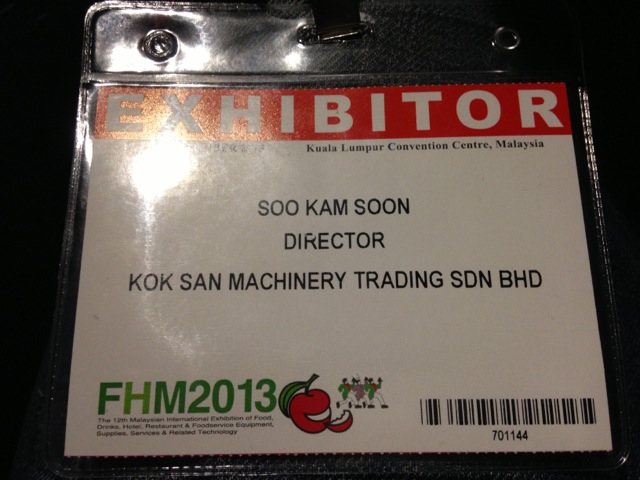 EXHIBITOR
Kuala Lumpur Convention Centre, Malaysia
SOO KAM SOON
DIRECTOR
KOK SAN MACHINERY TRADING SDN BHD
FHM2013
The 12th Malaysian International Exhibition of Food,
Drinks, Hotel, Restaurant & Foodservice Equipment,
Supplies, Services & Related Technology
701144